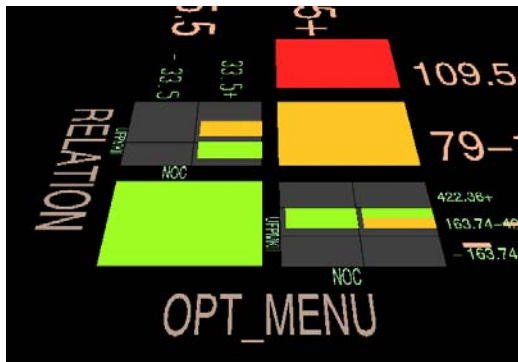 5.5
5+
- 33.5
33.5+
109.5
RELATION
79-
NOC
422.36+
163.74-
- 163.74
NOC
OPT_MENU